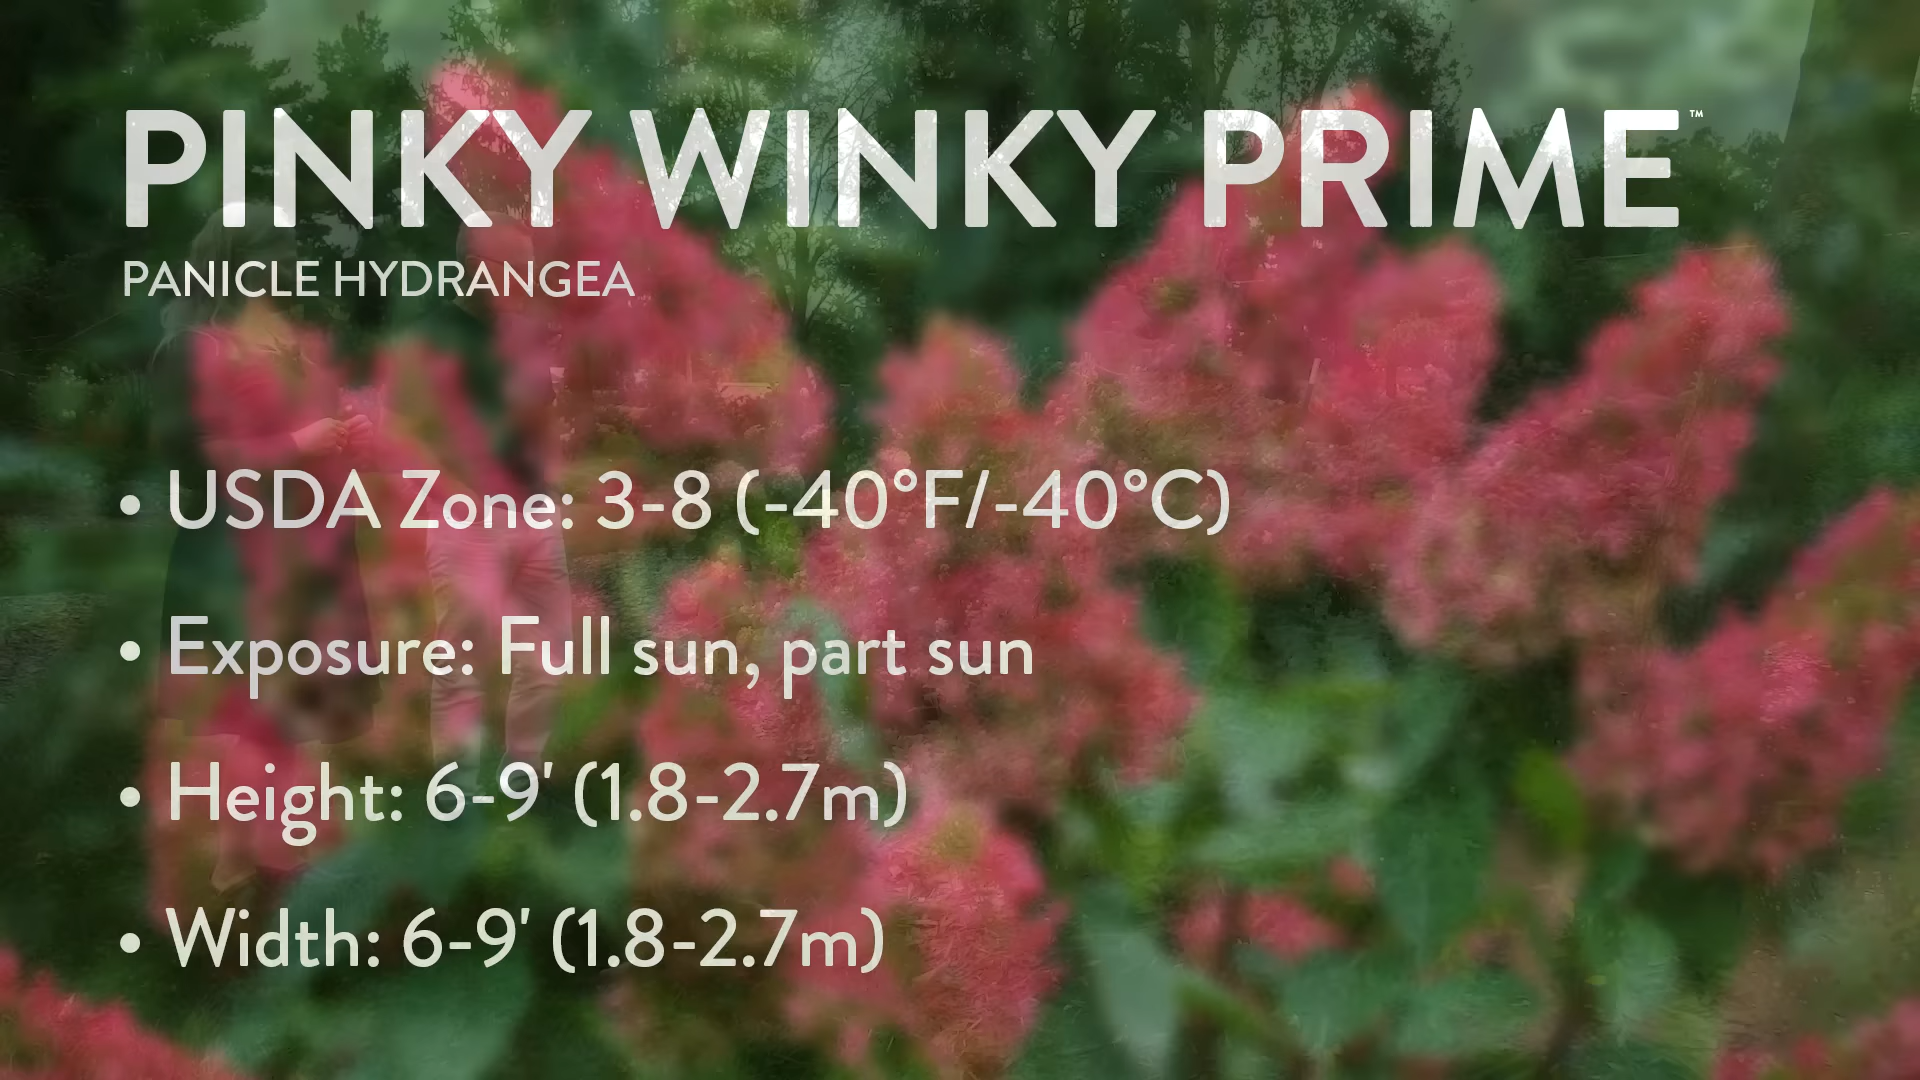 PINKY WINKY PRIME™
PANICLE HYDRANGEA
• USDA Zone: 3-8 (-40°F/-40°C)
• Exposure: Full sun, part sun
• Height: 6-9' (1.8-2.7m)
• Width: 6-9' (1.8-2.7m)